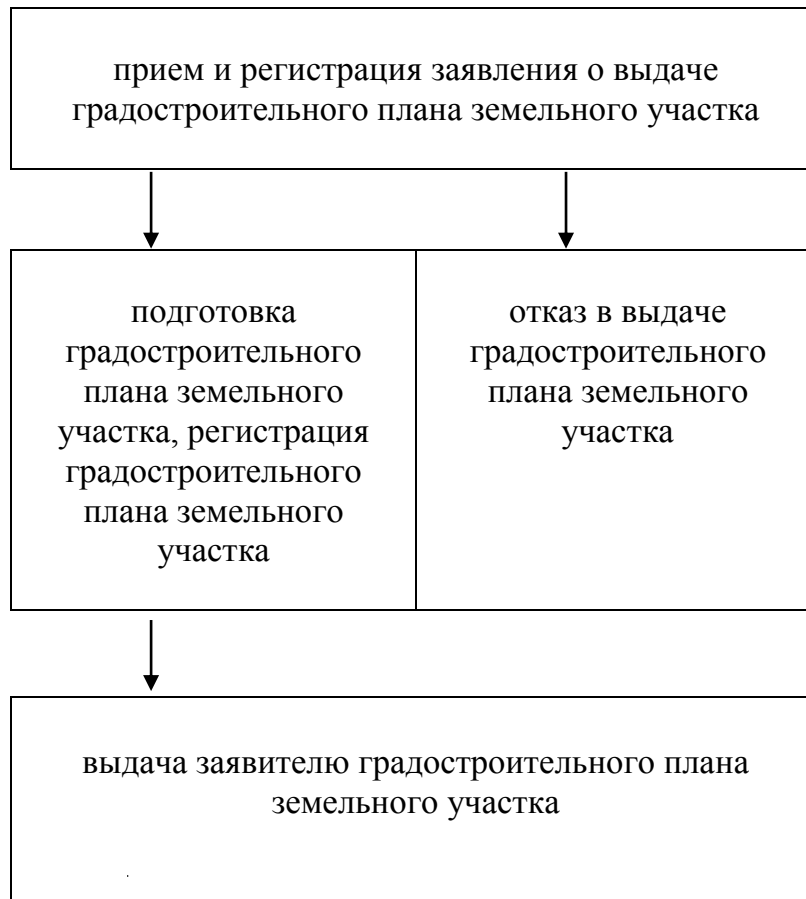 прием и регистрация заявления о выдаче
градостроительного плана земельного участка
подготовка
градостроительного
плана земельного
участка, регистрация
градостроительного
плана земельного
участка
отказ в выдаче
градостроительного
плана земельного
участка
выдача заявителю градостроительного плана
земельного участка